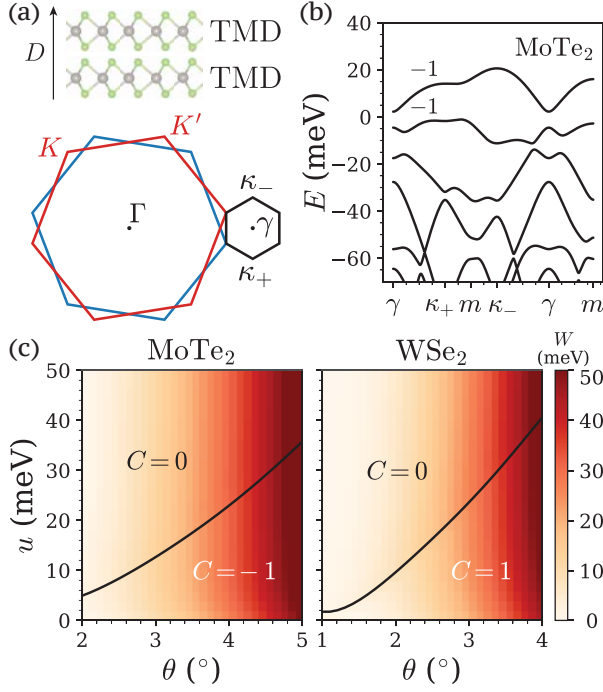 (a)
D
TMD
TMD
K
K′
Γ
κ₋
γ
κ₊
(b)
MoTe₂
−1
−1
E (meV)
40
20
0
−20
−40
−60
γ κ₊ m κ₋ γ m
(c)
MoTe₂
WSe₂
W
(meV)
u (meV)
50
40
30
20
10
0
C = 0
C = −1
2 3 4 5
θ (°)
C = 0
C = 1
1 2 3 4
θ (°)
50
40
30
20
10
0